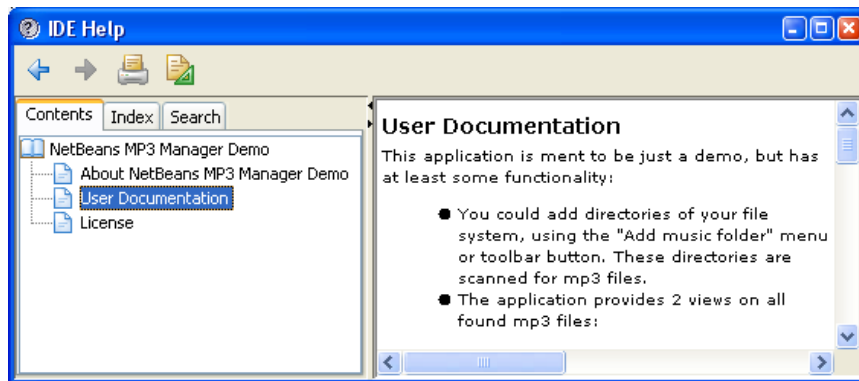 IDE Help
Contents Index Search
NetBeans MP3 Manager Demo
About NetBeans MP3 Manager Demo
User Documentation
License
User Documentation
This application is ment to be just a demo, but has
at least some functionality:
● You could add directories of your file
system, using the "Add music folder" menu
or toolbar button. These directories are
scanned for mp3 files.
● The application provides 2 views on all
found mp3 files: